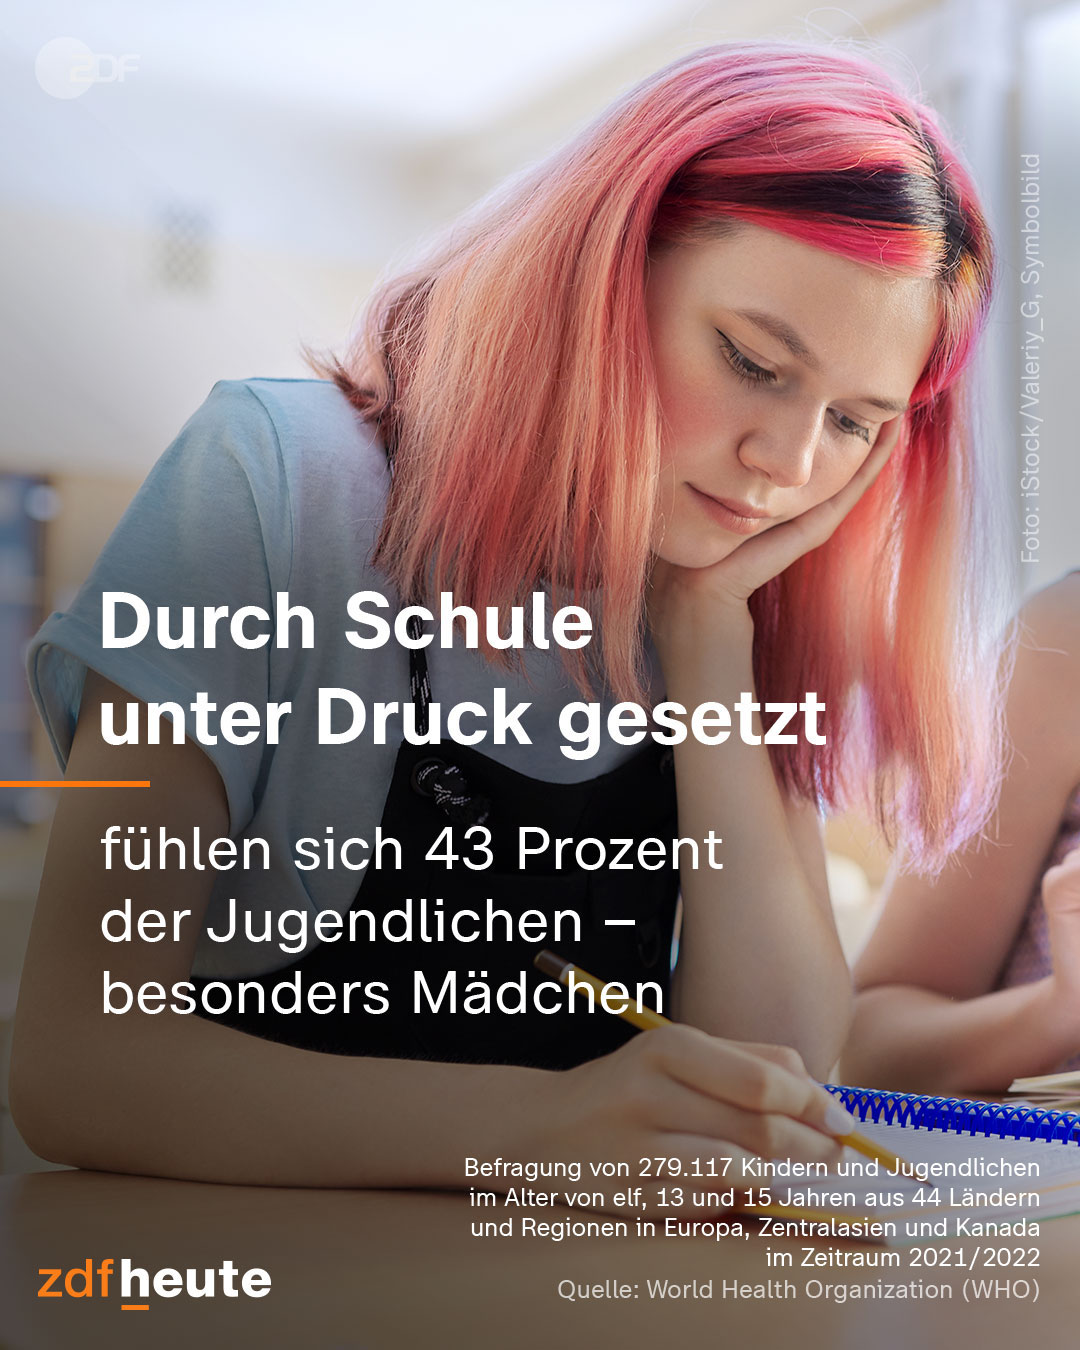 ZDF
Foto: iStock/Valeriy_G, Symbolbild
Durch Schule
unter Druck gesetzt
fühlen sich 43 Prozent
der Jugendlichen –
besonders Mädchen
Befragung von 279.117 Kindern und Jugendlichen
im Alter von elf, 13 und 15 Jahren aus 44 Ländern
und Regionen in Europa, Zentralasien und Kanada
im Zeitraum 2021/2022
Quelle: World Health Organization (WHO)
zdfheute